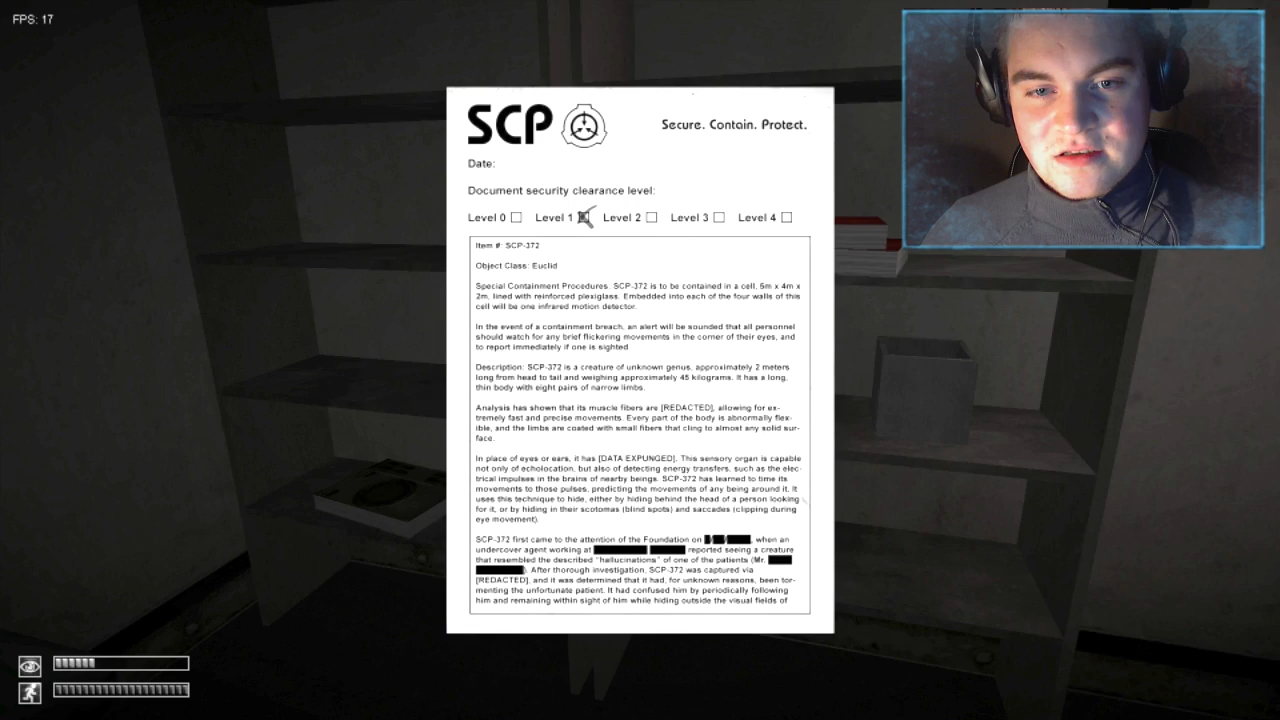 FPS: 17
SCP
Secure. Contain. Protect.
Date:
Document security clearance level:
Level 0 Level 1 Level 2 Level 3 Level 4
Item #: SCP-372
Object Class: Euclid
Special Containment Procedures. SCP-372 is to be contained in a cell, 5m x 4m x
2m, lined with reinforced plexiglass. Embedded into each of the four walls of this
cell will be one infrared motion detector.
In the event of a containment breach, an alert will be sounded that all personnel
should watch for any brief flickering movements in the corner of their eyes, and
to report immediately if one is sighted
Description: SCP-372 is a creature of unknown genus, approximately 2 meters
long from head to tail and weighing approximately 45 kilograms. It has a long,
thin body with eight pairs of narrow limbs.
Analysis has shown that its muscle fibers are [REDACTED], allowing for ex-
tremely fast and precise movements. Every part of the body is abnormally flex-
ible, and the limbs are coated with small fibers that cling to almost any solid sur-
face.
In place of eyes or ears, it has [DATA EXPUNGED]. This sensory organ is capable
not only of echolocation, but also of detecting energy transfers, such as the elec-
trical impulses in the brains of nearby beings. SCP-372 has learned to time its
movements to those pulses, predicting the movements of any being around it. It
uses this technique to hide, either by hiding behind the head of a person looking
for it, or by hiding in their scotomas (blind spots) and saccades (clipping during
eye movement).
SCP-372 first came to the attention of the Foundation on / / , when an
undercover agent working at reported seeing a creature
that resembled the described "hallucinations" of one of the patients (Mr.
). After thorough investigation, SCP-372 was captured via
[REDACTED], and it was determined that it had, for unknown reasons, been tor-
menting the unfortunate patient. It had confused him by periodically following
him and remaining within sight of him while hiding outside the visual fields of